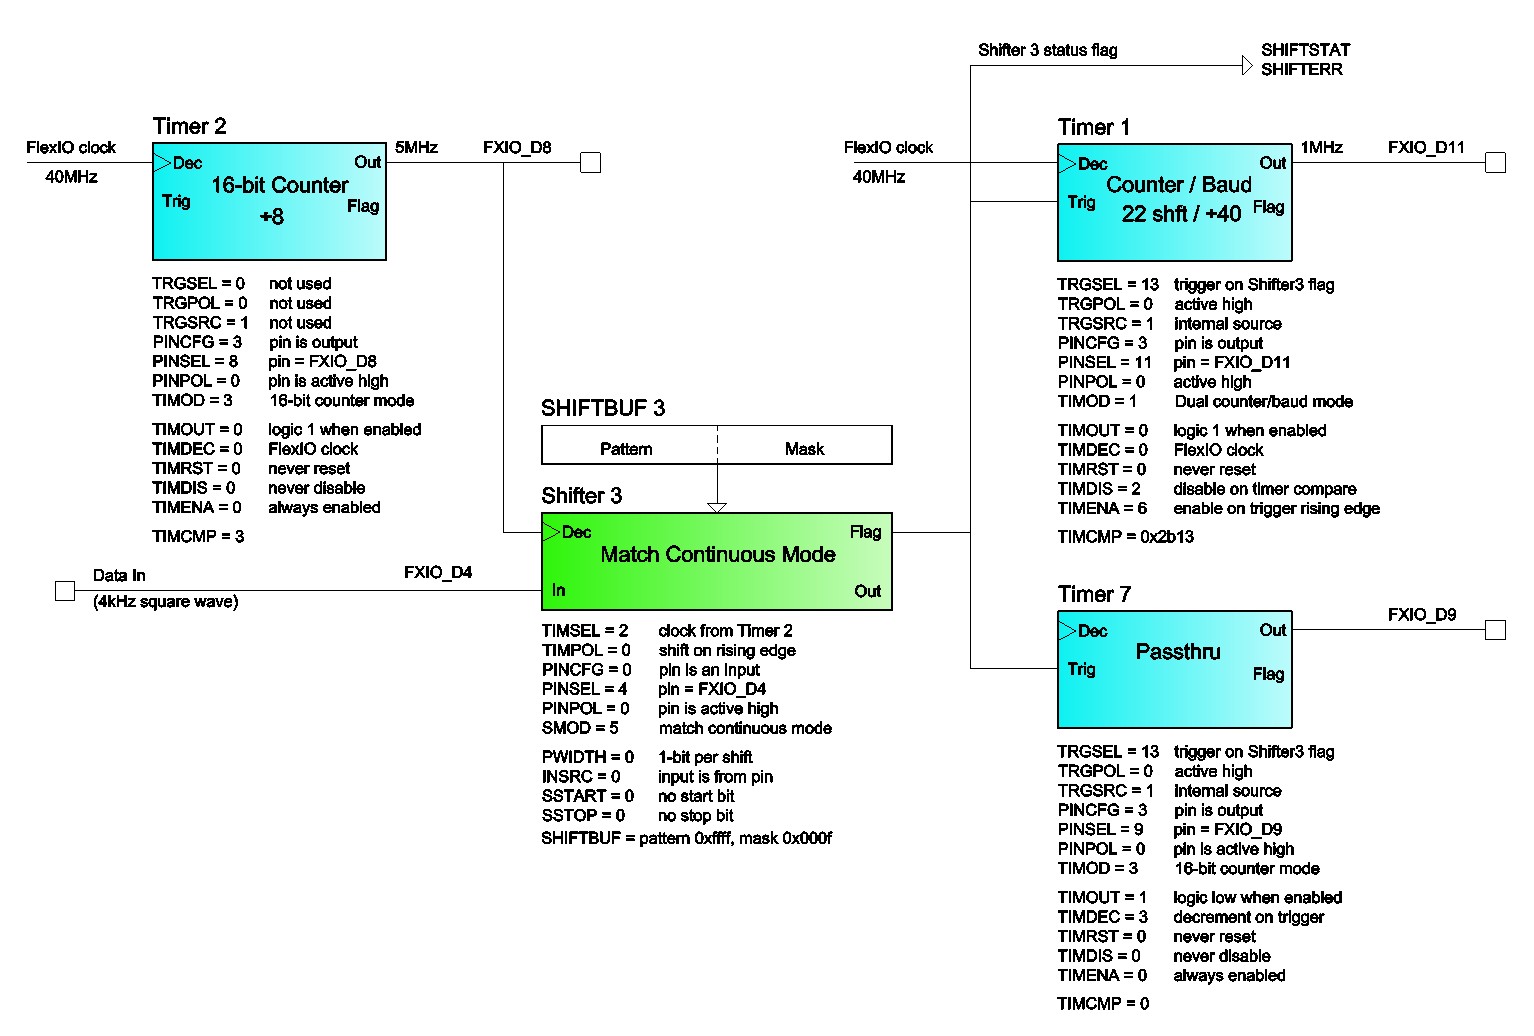 Shifter 3 status flag
SHIFTSTAT
SHIFTERR
Timer 2
FlexIO clock
40MHz
Dec
Out
Trig
Flag
16-bit Counter
÷8
5MHz
FXIO_D8
TRGSEL = 0 not used
TRGPOL = 0 not used
TRGSRC = 1 not used
PINCFG = 3 pin is output
PINSEL = 8 pin = FXIO_D8
PINPOL = 0 pin is active high
TIMOD = 3 16-bit counter mode
TIMOUT = 0 logic 1 when enabled
TIMDEC = 0 FlexIO clock
TIMRST = 0 never reset
TIMDIS = 0 never disable
TIMENA = 0 always enabled
TIMCMP = 3
Data In
(4kHz square wave)
FXIO_D4
SHIFTBUF 3
Pattern
Mask
Shifter 3
Dec
Flag
Match Continuous Mode
In
Out
TIMSEL = 2 clock from Timer 2
TIMPOL = 0 shift on rising edge
PINCFG = 0 pin is an input
PINSEL = 4 pin = FXIO_D4
PINPOL = 0 pin is active high
SMOD = 5 match continuous mode
PWIDTH = 0 1-bit per shift
INSRC = 0 input is from pin
SSTART = 0 no start bit
SSTOP = 0 no stop bit
SHIFTBUF = pattern 0xffff, mask 0x000f
Timer 1
FlexIO clock
40MHz
Dec
Out
Counter / Baud
Trig
22 shft / ÷40
Flag
1MHz
FXIO_D11
TRGSEL = 13 trigger on Shifter3 flag
TRGPOL = 0 active high
TRGSRC = 1 internal source
PINCFG = 3 pin is output
PINSEL = 11 pin = FXIO_D11
PINPOL = 0 active high
TIMOD = 1 Dual counter/baud mode
TIMOUT = 0 logic 1 when enabled
TIMDEC = 0 FlexIO clock
TIMRST = 0 never reset
TIMDIS = 2 disable on timer compare
TIMENA = 6 enable on trigger rising edge
TIMCMP = 0x2b13
Timer 7
Dec
Out
Passthru
Trig
Flag
FXIO_D9
TRGSEL = 13 trigger on Shifter3 flag
TRGPOL = 0 active high
TRGSRC = 1 internal source
PINCFG = 3 pin is output
PINSEL = 9 pin = FXIO_D9
PINPOL = 0 pin is active high
TIMOD = 3 16-bit counter mode
TIMOUT = 1 logic low when enabled
TIMDEC = 3 decrement on trigger
TIMRST = 0 never reset
TIMDIS = 0 never disable
TIMENA = 0 always enabled
TIMCMP = 0